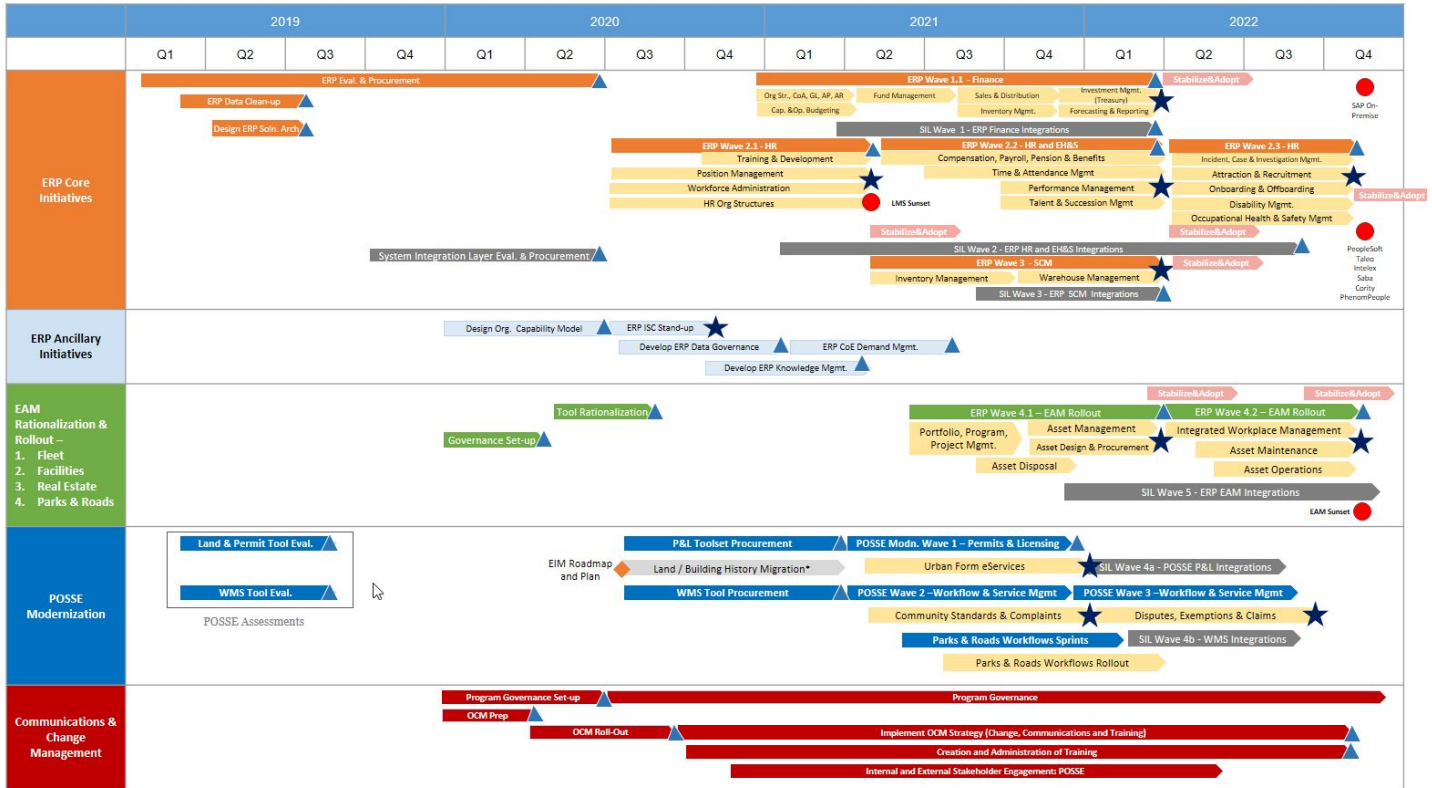 2019 2020 2021 2022
Q1 Q2 Q3 Q4 Q1 Q2 Q3 Q4 Q1 Q2 Q3 Q4 Q1 Q2 Q3 Q4
ERP Core
Initiatives
ERP Eval. & Procurement
ERP Wave 1.1 - Finance
Stabilize&Adopt
ERP Data Clean-up
Org Str., CoA, GL, AP, AR
Fund Management
Sales & Distribution
Investment Mgmt.
(Treasury)
Cap. &Op. Budgeting
Inventory Mgmt.
Forecasting & Reporting
SAP On-
Premise
Design ERP Soln. Arch
SIL Wave 1 - ERP Finance Integrations
ERP Wave 2.1 - HR
ERP Wave 2.2 - HR and EH&S
ERP Wave 2.3 - HR
Training & Development
Compensation, Payroll, Pension & Benefits
Incident, Case & Investigation Mgmt.
Position Management
Time & Attendance Mgmt
Attraction & Recruitment
Workforce Administration
Performance Management
Onboarding & Offboarding
Stabilize&Adopt
HR Org Structures
LMS Sunset
Talent & Succession Mgmt
Disability Mgmt.
Occupational Health & Safety Mgmt
Stabilize&Adopt
Stabilize&Adopt
System Integration Layer Eval. & Procurement
SIL Wave 2 - ERP HR and EH&S Integrations
ERP Wave 3 - SCM
Stabilize&Adopt
Inventory Management
Warehouse Management
SIL Wave 3 - ERP SCM Integrations
PeopleSoft
Taleo
Intelex
Saba
Cority
PhenomPeople
ERP Ancillary
Initiatives
Design Org. Capability Model
ERP ISC Stand-up
Develop ERP Data Governance
ERP CoE Demand Mgmt.
Develop ERP Knowledge Mgmt.
EAM
Rationalization &
Rollout –
1. Fleet
2. Facilities
3. Real Estate
4. Parks & Roads
Stabilize&Adopt
Stabilize&Adopt
Tool Rationalization
ERP Wave 4.1 – EAM Rollout
ERP Wave 4.2 – EAM Rollout
Governance Set-up
Portfolio, Program,
Project Mgmt.
Asset Management
Integrated Workplace Management
Asset Design & Procurement
Asset Maintenance
Asset Disposal
Asset Operations
SIL Wave 5 - ERP EAM Integrations
EAM Sunset
POSSE
Modernization
Land & Permit Tool Eval.
P&L Toolset Procurement
POSSE Modn. Wave 1 – Permits & Licensing
EIM Roadmap
and Plan
Land / Building History Migration*
Urban Form eServices
SIL Wave 4a - POSSE P&L Integrations
WMS Tool Eval.
WMS Tool Procurement
POSSE Wave 2 –Workflow & Service Mgmt
POSSE Wave 3 –Workflow & Service Mgmt
POSSE Assessments
Community Standards & Complaints
Disputes, Exemptions & Claims
Parks & Roads Workflows Sprints
SIL Wave 4b - WMS Integrations
Parks & Roads Workflows Rollout
Communications &
Change
Management
Program Governance Set-up
Program Governance
OCM Prep
OCM Roll-Out
Implement OCM Strategy (Change, Communications and Training)
Creation and Administration of Training
Internal and External Stakeholder Engagement: POSSE